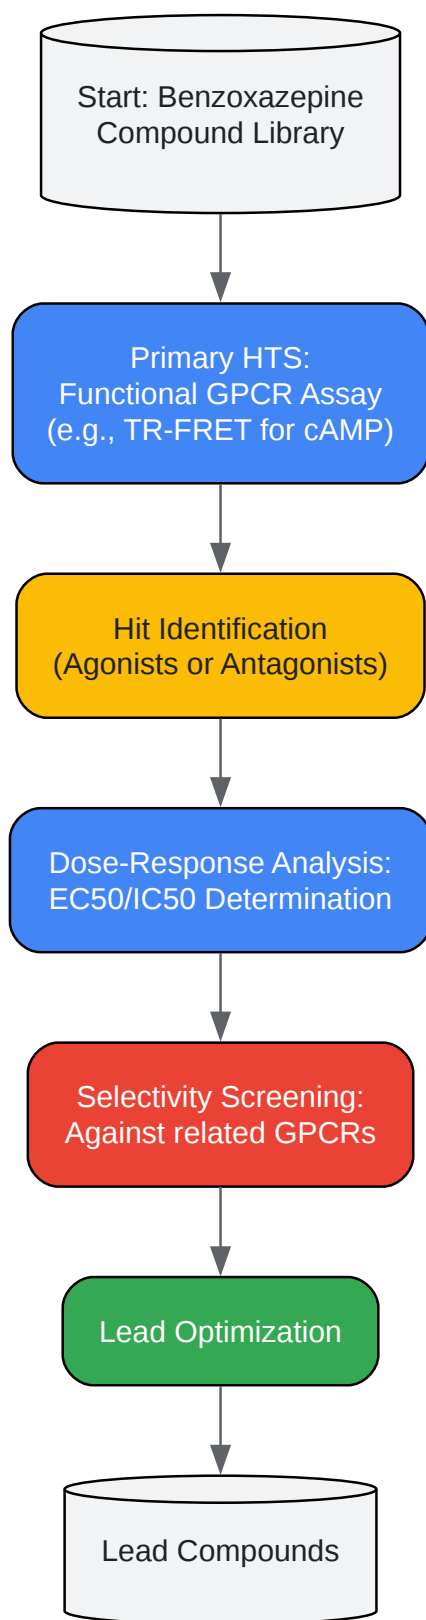 Start: Benzoxazepine
Compound Library
Primary HTS:
Functional GPCR Assay
(e.g., TR-FRET for cAMP)
Hit Identification
(Agonists or Antagonists)
Dose-Response Analysis:
EC50/IC50 Determination
Selectivity Screening:
Against related GPCRs
Lead Optimization
Lead Compounds